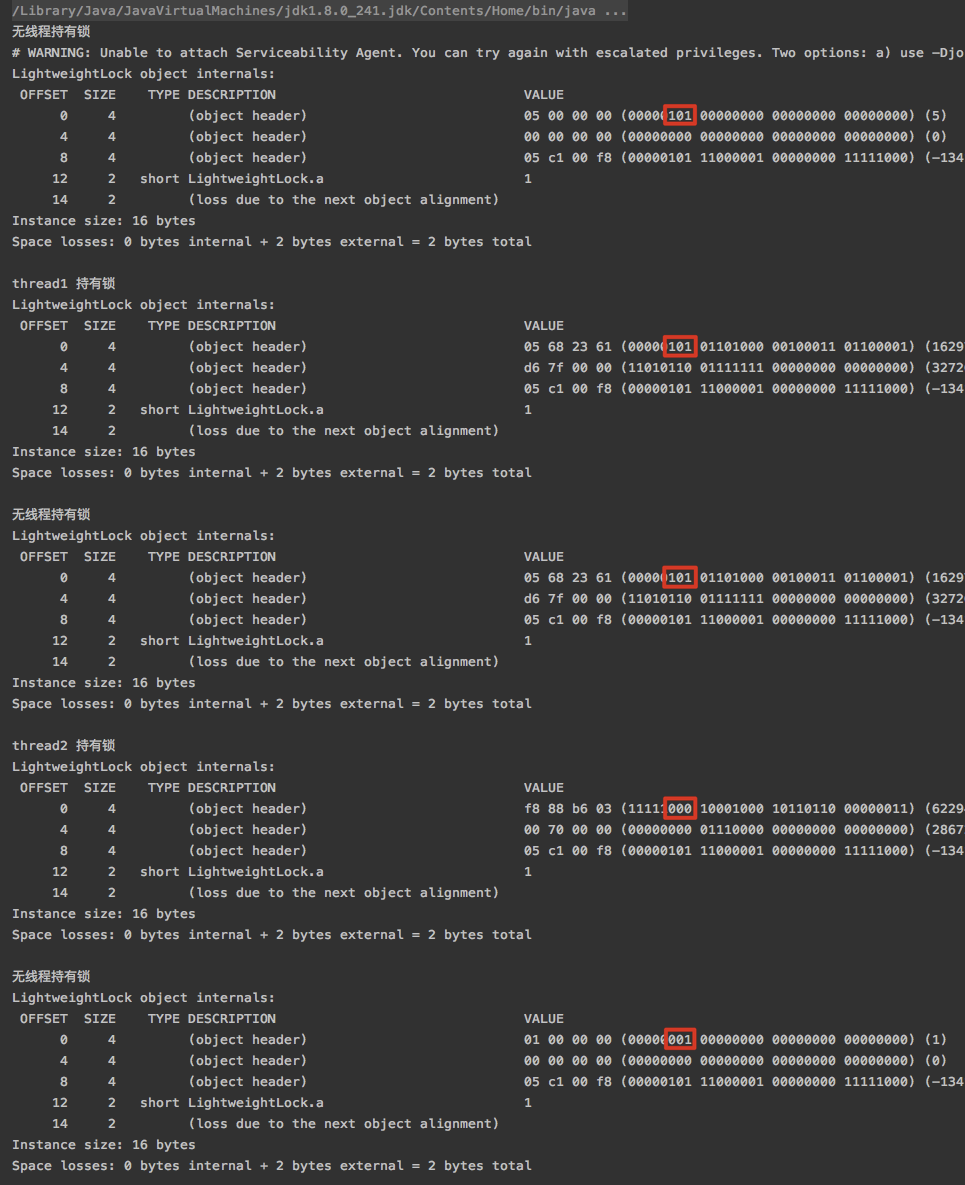 /Library/Java/JavaVirtualMachines/jdk1.8.0_241.jdk/Contents/Home/bin/java ...
无线程持有锁
# WARNING: Unable to attach Serviceability Agent. You can try again with escalated privileges. Two options: a) use -Djo
LightweightLock object internals:
OFFSET SIZE TYPE DESCRIPTION VALUE
0 4 (object header) 05 00 00 00 (00000101 00000000 00000000 00000000) (5)
4 4 (object header) 00 00 00 00 (00000000 00000000 00000000 00000000) (0)
8 4 (object header) 05 c1 00 f8 (00000101 11000001 00000000 11111000) (-134
12 2 short LightweightLock.a 1
14 2 (loss due to the next object alignment)
Instance size: 16 bytes
Space losses: 0 bytes internal + 2 bytes external = 2 bytes total
thread1 持有锁
LightweightLock object internals:
OFFSET SIZE TYPE DESCRIPTION VALUE
0 4 (object header) 05 68 23 61 (00000101 01101000 00100011 01100001) (1629
4 4 (object header) d6 7f 00 00 (11010110 01111111 00000000 00000000) (3272
8 4 (object header) 05 c1 00 f8 (00000101 11000001 00000000 11111000) (-134
12 2 short LightweightLock.a 1
14 2 (loss due to the next object alignment)
Instance size: 16 bytes
Space losses: 0 bytes internal + 2 bytes external = 2 bytes total
无线程持有锁
LightweightLock object internals:
OFFSET SIZE TYPE DESCRIPTION VALUE
0 4 (object header) 05 68 23 61 (00000101 01101000 00100011 01100001) (1629
4 4 (object header) d6 7f 00 00 (11010110 01111111 00000000 00000000) (3272
8 4 (object header) 05 c1 00 f8 (00000101 11000001 00000000 11111000) (-134
12 2 short LightweightLock.a 1
14 2 (loss due to the next object alignment)
Instance size: 16 bytes
Space losses: 0 bytes internal + 2 bytes external = 2 bytes total
thread2 持有锁
LightweightLock object internals:
OFFSET SIZE TYPE DESCRIPTION VALUE
0 4 (object header) f8 88 b6 03 (11111000 10001000 10110110 00000011) (6229
4 4 (object header) 00 70 00 00 (00000000 01110000 00000000 00000000) (2867
8 4 (object header) 05 c1 00 f8 (00000101 11000001 00000000 11111000) (-134
12 2 short LightweightLock.a 1
14 2 (loss due to the next object alignment)
Instance size: 16 bytes
Space losses: 0 bytes internal + 2 bytes external = 2 bytes total
无线程持有锁
LightweightLock object internals:
OFFSET SIZE TYPE DESCRIPTION VALUE
0 4 (object header) 01 00 00 00 (00000001 00000000 00000000 00000000) (1)
4 4 (object header) 00 00 00 00 (00000000 00000000 00000000 00000000) (0)
8 4 (object header) 05 c1 00 f8 (00000101 11000001 00000000 11111000) (-134
12 2 short LightweightLock.a 1
14 2 (loss due to the next object alignment)
Instance size: 16 bytes
Space losses: 0 bytes internal + 2 bytes external = 2 bytes total